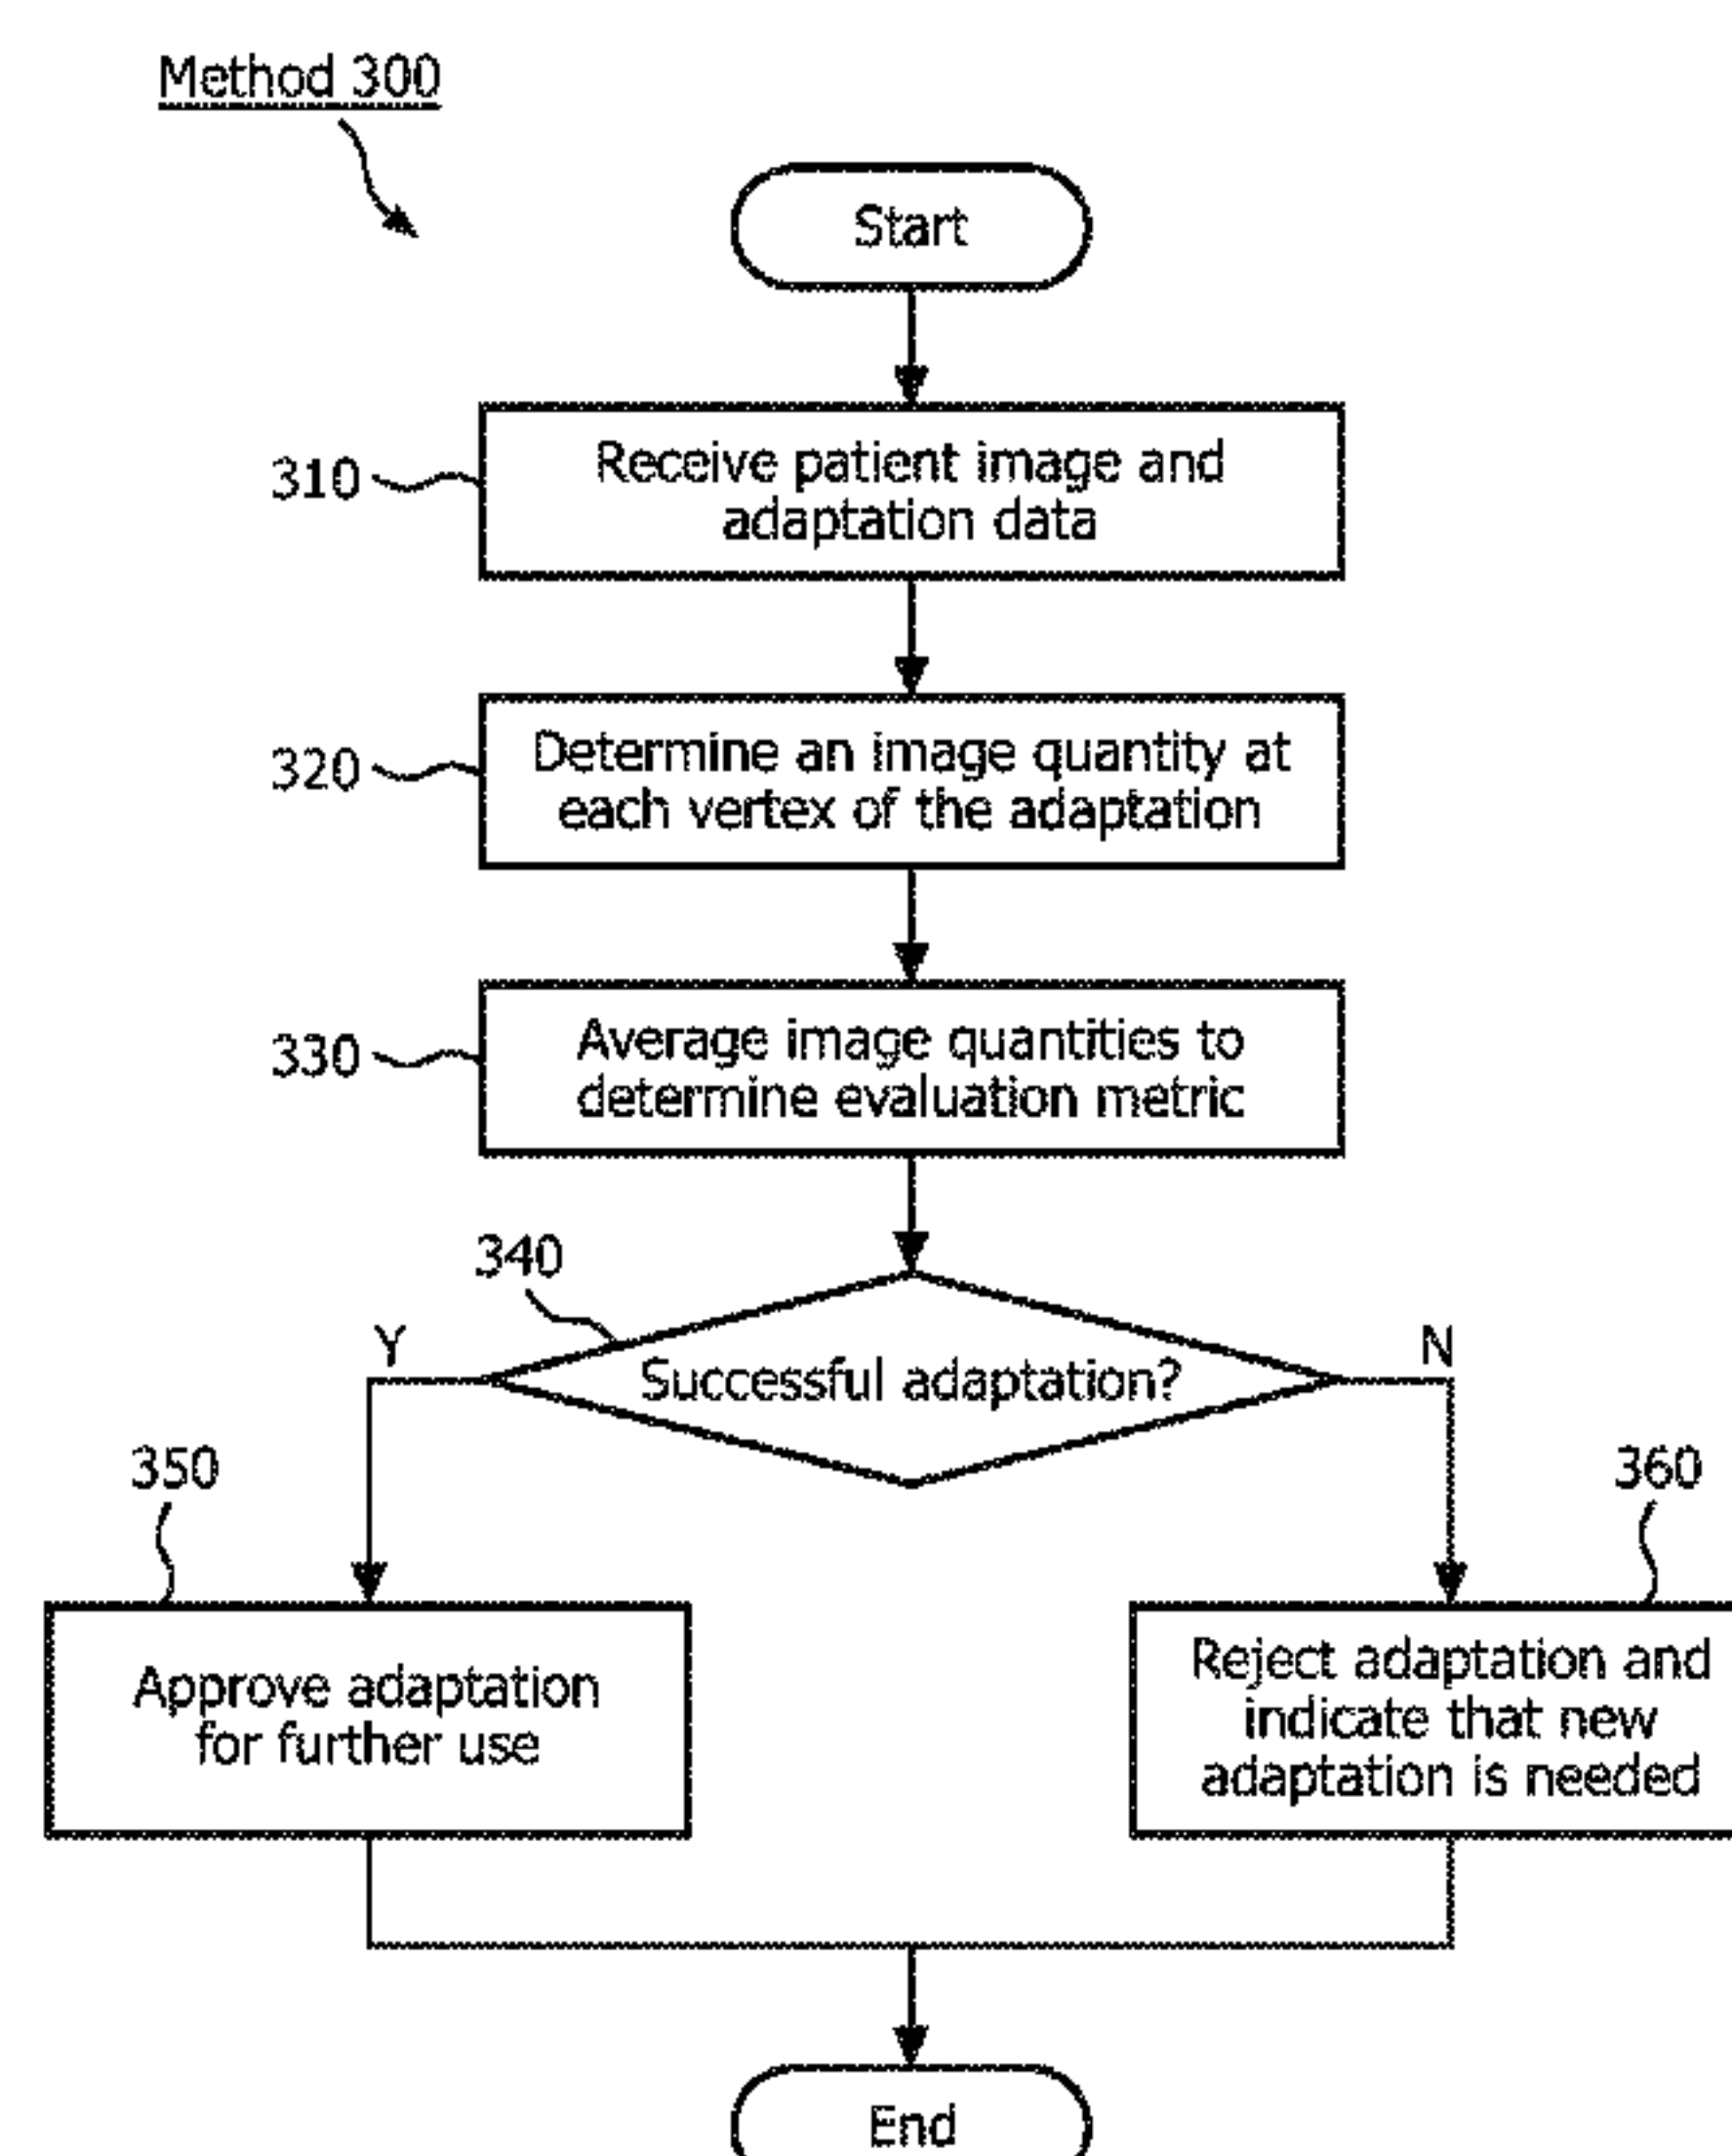 Method 300
Start
310
Receive patient image and
adaptation data
320
Determine an image quantity at
each vertex of the adaptation
330
Average image quantities to
determine evaluation metric
340
Y
Successful adaptation?
N
350
360
Approve adaptation
for further use
Reject adaptation and
indicate that new
adaptation is needed
End